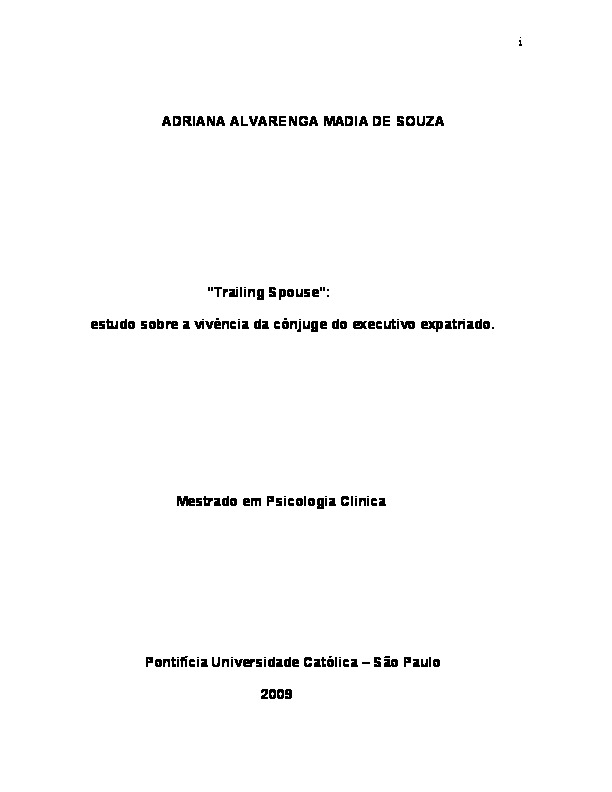 i
ADRIANA ALVARENGA MADIA DE SOUZA
"Trailing Spouse":
estudo sobre a vivência da cônjuge do executivo expatriado.
Mestrado em Psicologia Clínica
Pontifícia Universidade Católica – São Paulo
2009